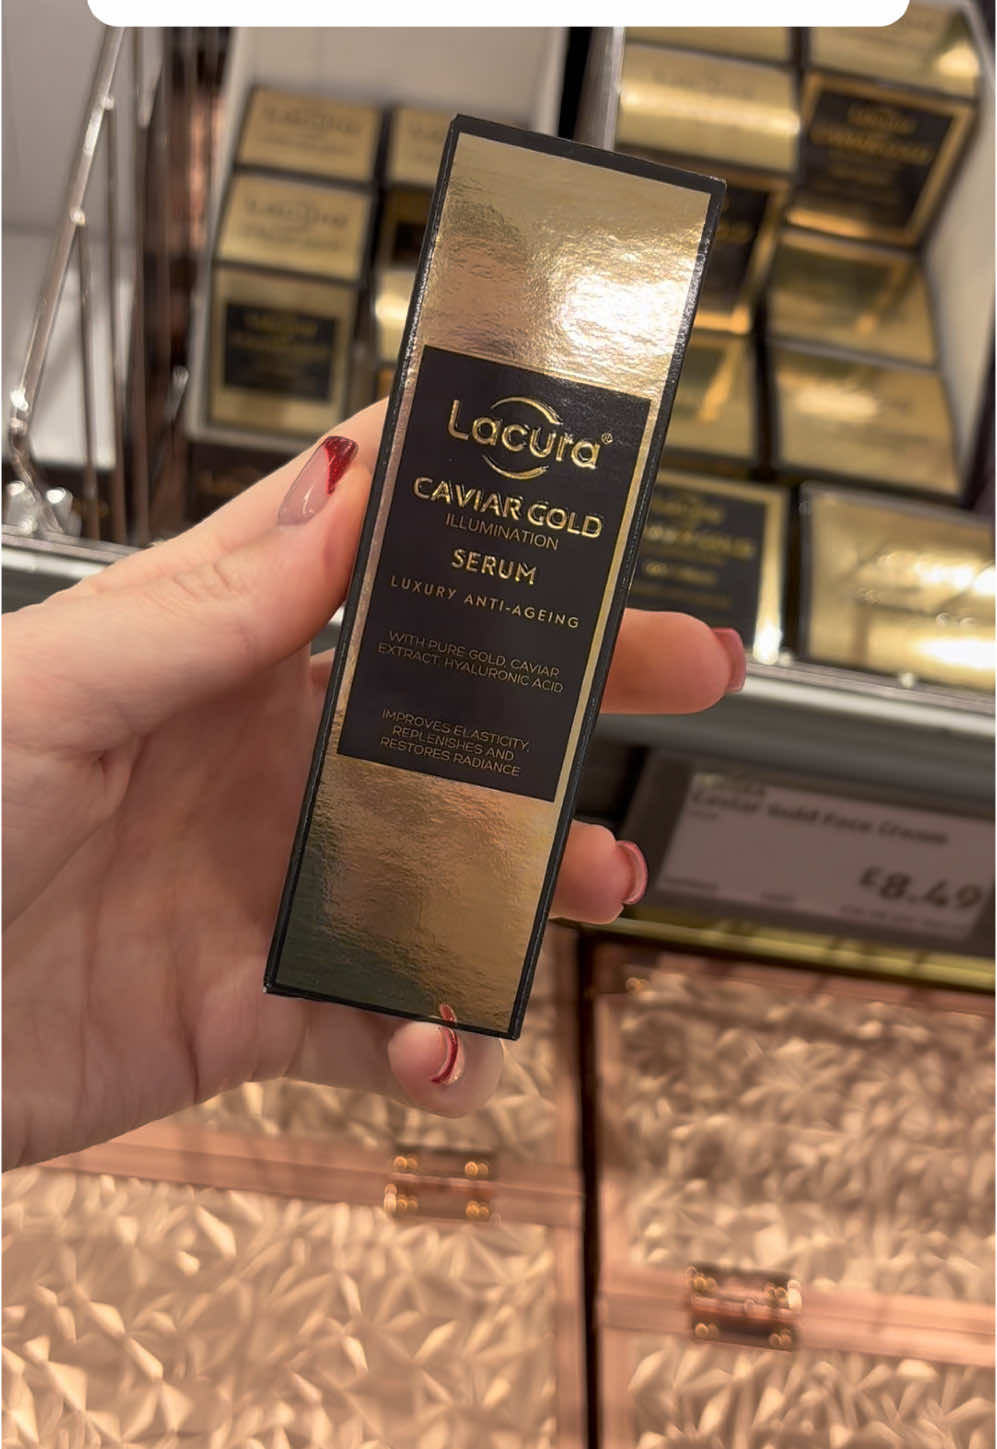 Lacura®
CAVIAR GOLD
ILLUMINATION
SERUM
LUXURY ANTI-AGEING
WITH PURE GOLD, CAVIAR
EXTRACT, HYALURONIC ACID
IMPROVES ELASTICITY,
REPLENISHES AND
RESTORES RADIANCE
Caviar Gold Face Cream
£8.49